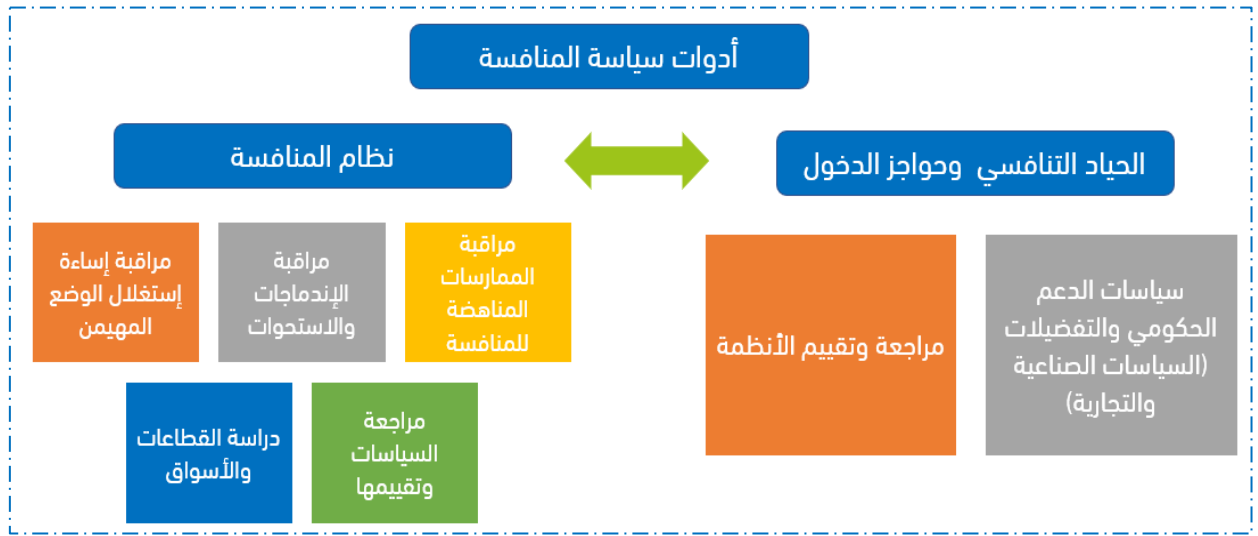 أدوات سياسة المنافسة
الحياد التنافسي وحواجز الدخول
نظام المنافسة
سياسات الدعم
الحكومي والتفضيلات
(السياسات الصناعية
والتجارية)
مراجعة وتقييم الأنظمة
مراقبة
الممارسات
المناهضة
للمنافسة
مراقبة
الإندماجات
والاستحوات
مراقبة إساءة
إستغلال الوضع
المهيمن
مراجعة
السياسات
وتقييمها
دراسة القطاعات
والأسواق